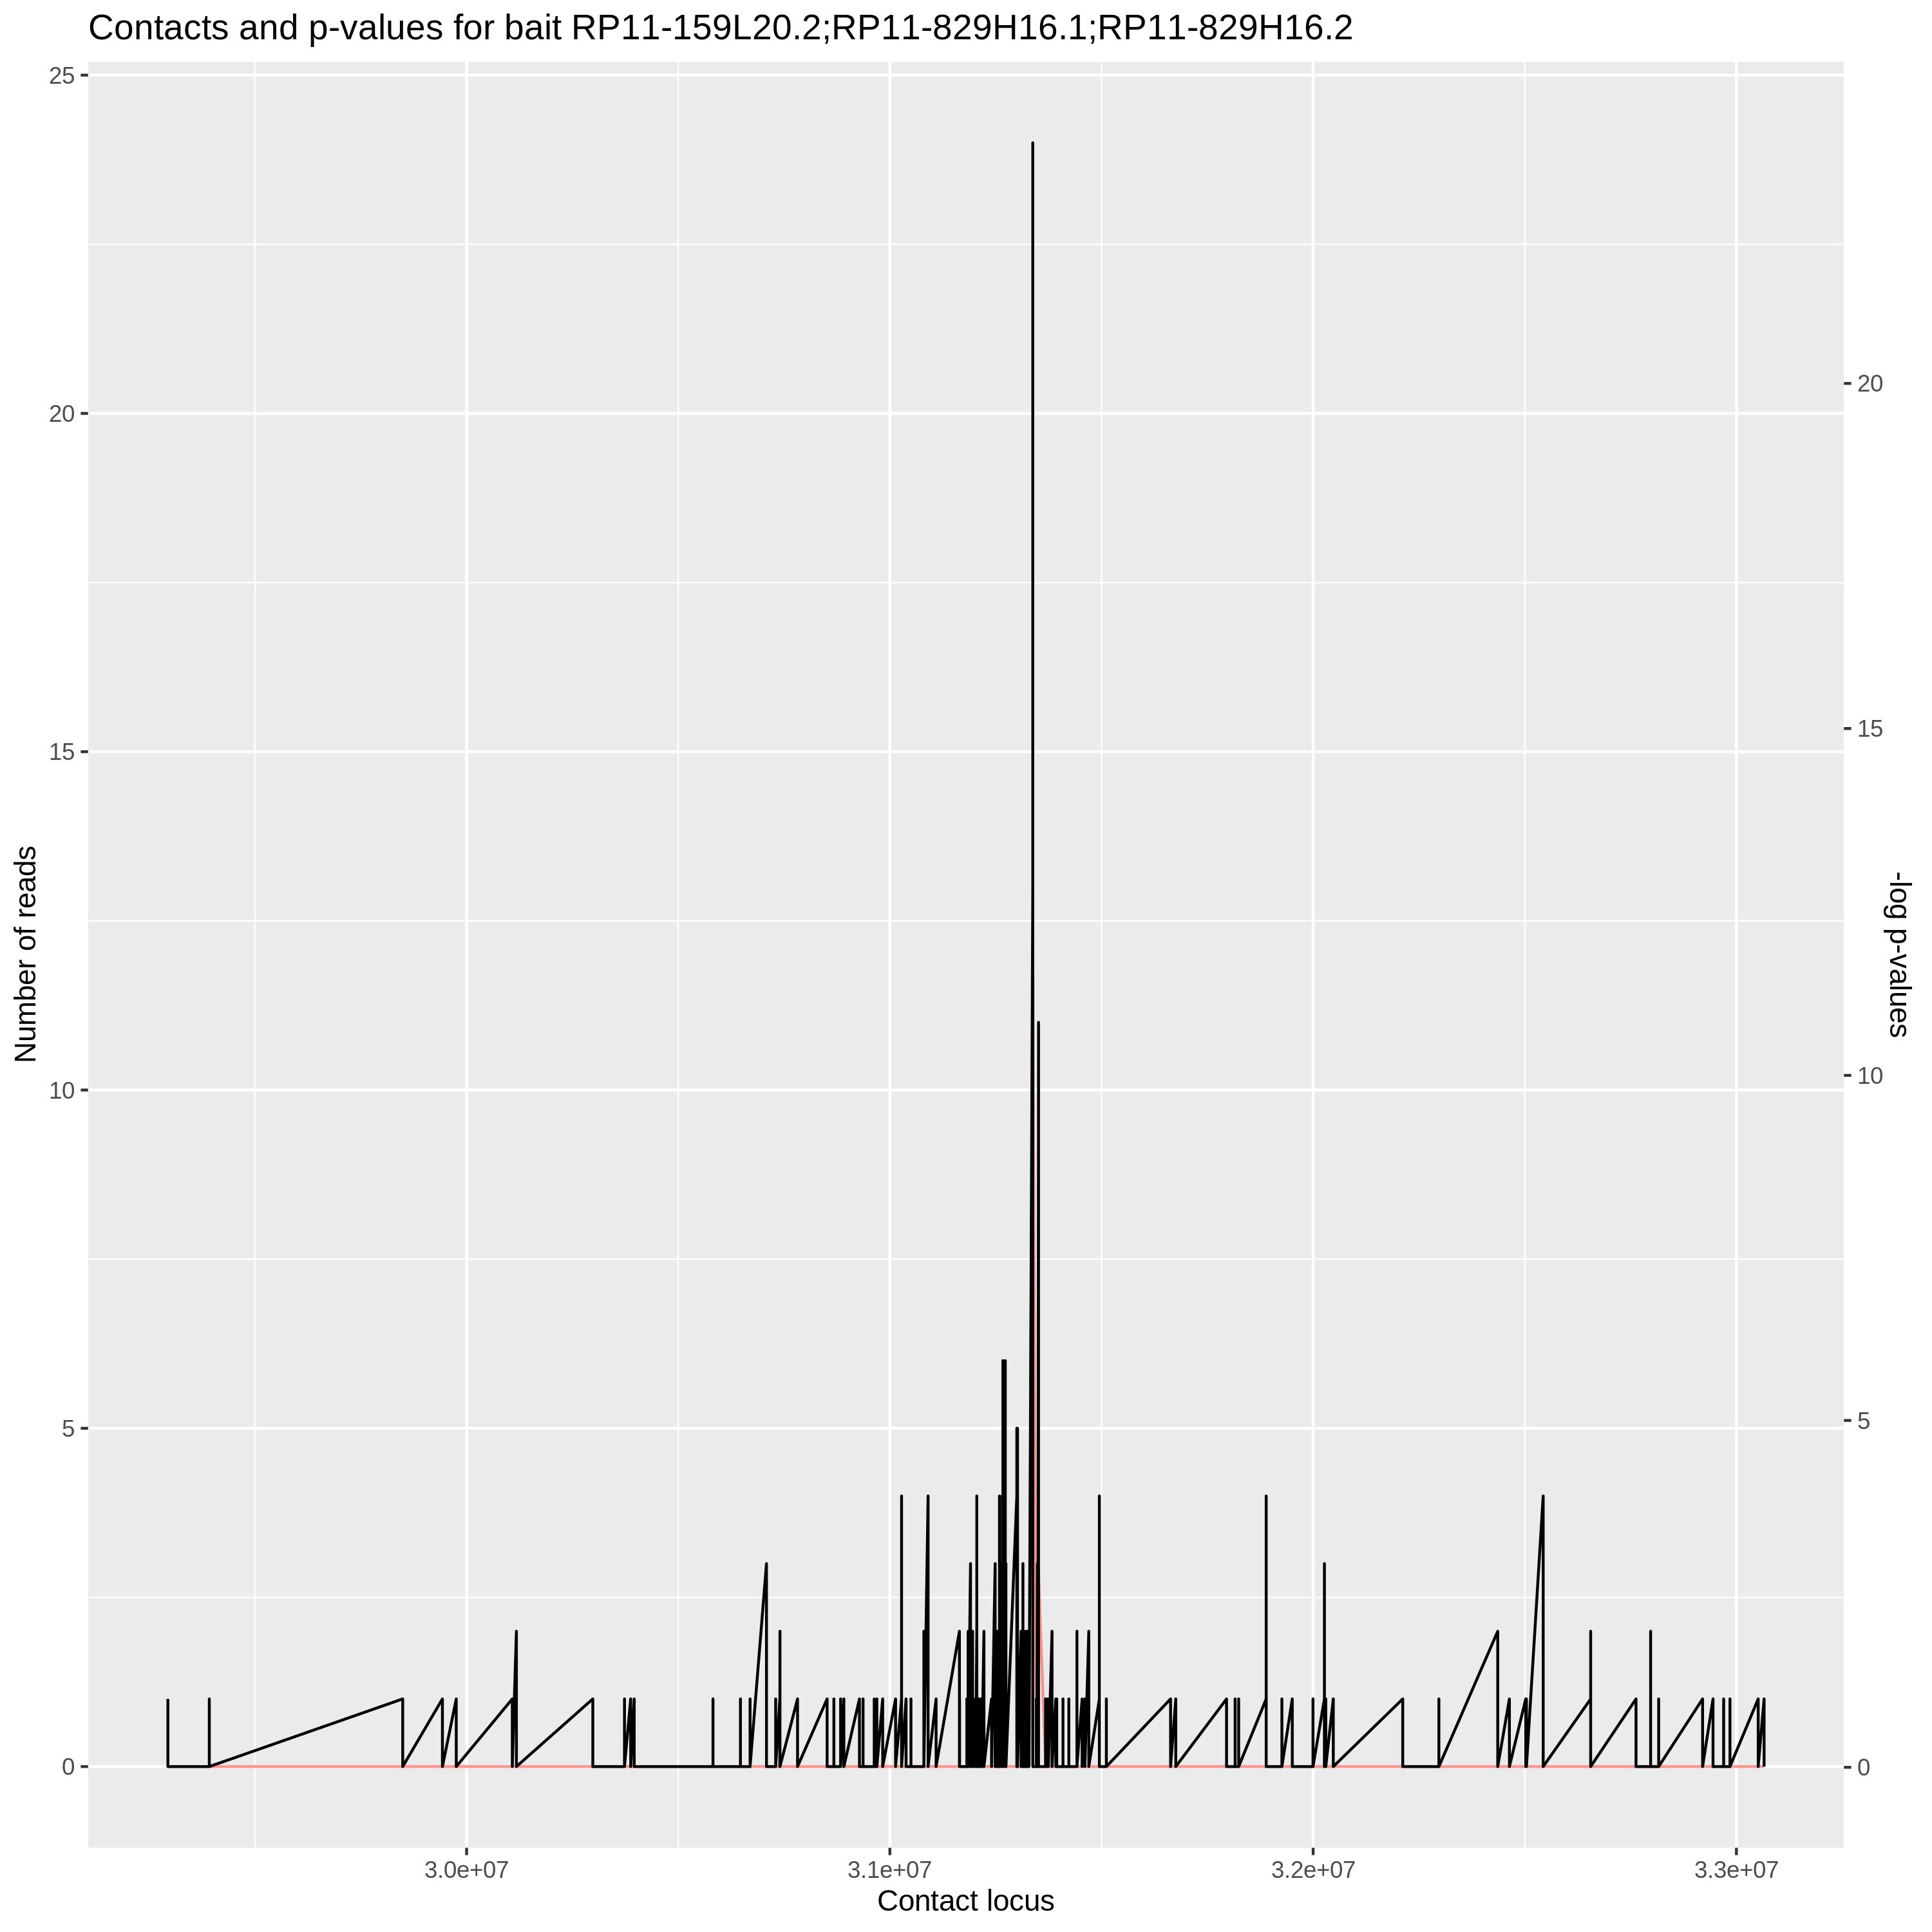 Contacts and p-values for bait RP11-159L20.2;RP11-829H16.1;RP11-829H16.2
25
20
15
10
5
0
Number of reads
20
15
10
5
0
-log p-values
3.0e+07 3.1e+07 3.2e+07 3.3e+07
Contact locus